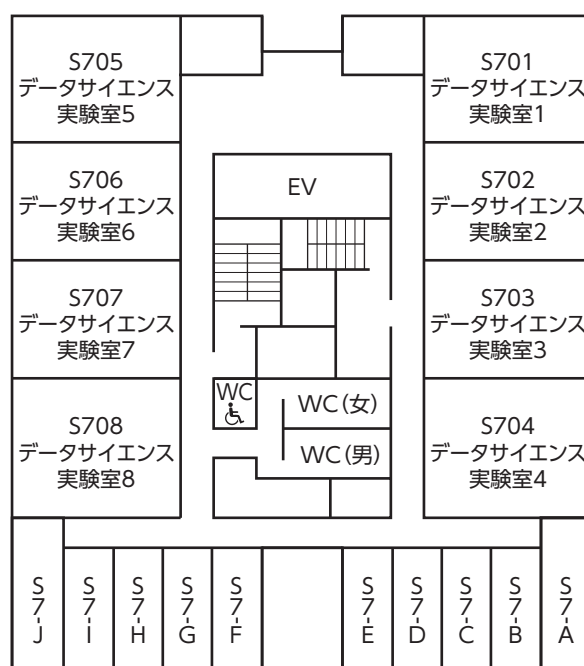 S705
データサイエンス
実験室5
S701
データサイエンス
実験室1
S706
データサイエンス
実験室6
EV
S702
データサイエンス
実験室2
S707
データサイエンス
実験室7
S703
データサイエンス
実験室3
WC
WC(女)
WC(男)
S708
データサイエンス
実験室8
S704
データサイエンス
実験室4
S7-J
S7-I
S7-H
S7-G
S7-F
S7-E
S7-D
S7-C
S7-B
S7-A